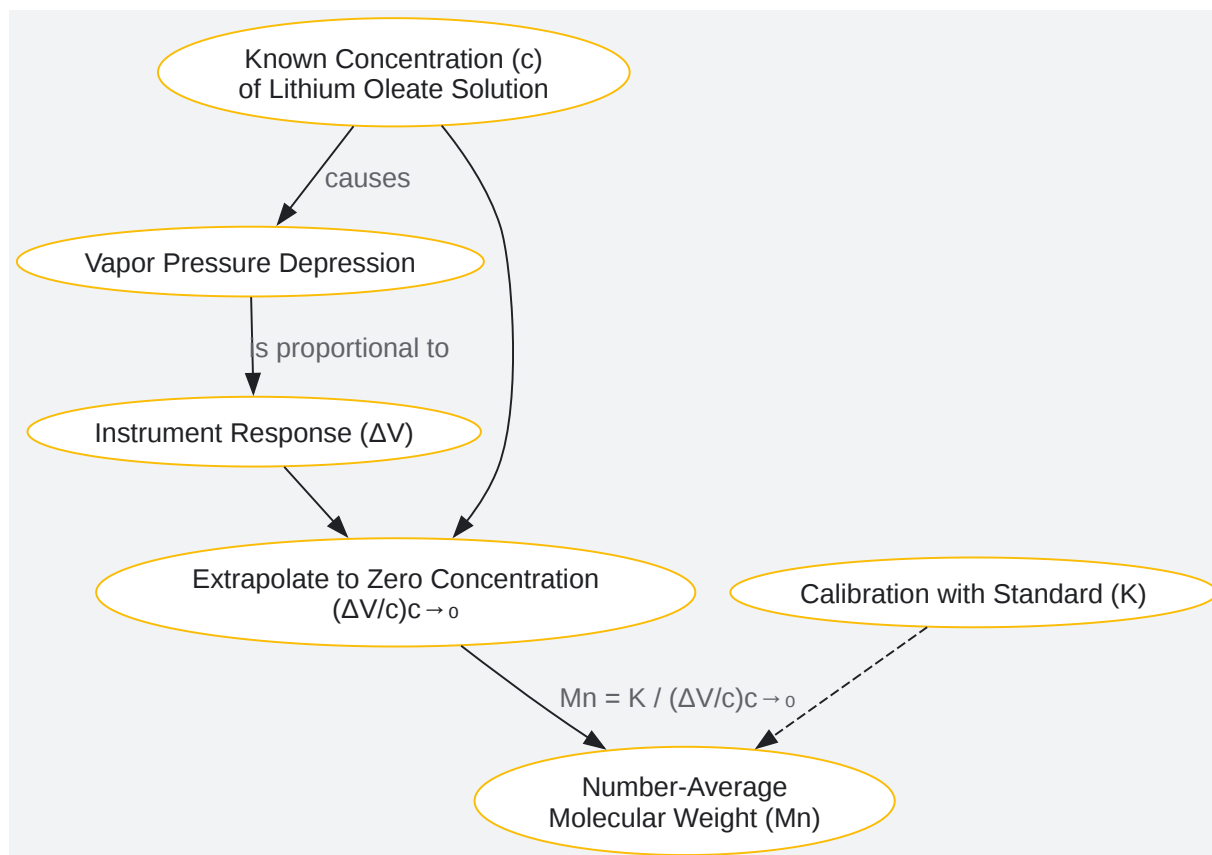 Known Concentration (c)
of Lithium Oleate Solution
causes
Vapor Pressure Depression
is proportional to
Instrument Response (ΔV)
Extrapolate to Zero Concentration
(ΔV/c)c→₀
Calibration with Standard (K)
Mn = K / (ΔV/c)c→₀
Number-Average
Molecular Weight (Mn)